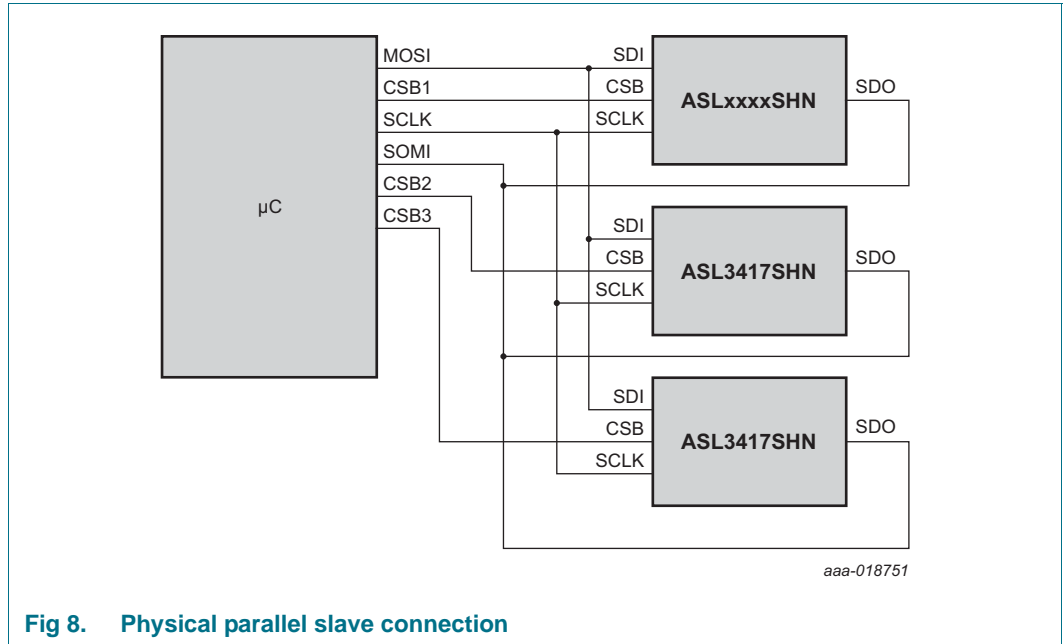 MOSI
CSB1
SCLK
SOMI
CSB2
CSB3
µC
SDI
CSB
SCLK
ASLxxxxSHN
SDO
SDI
CSB
SCLK
ASL3417SHN
SDO
SDI
CSB
SCLK
ASL3417SHN
SDO
aaa-018751
Fig 8. Physical parallel slave connection